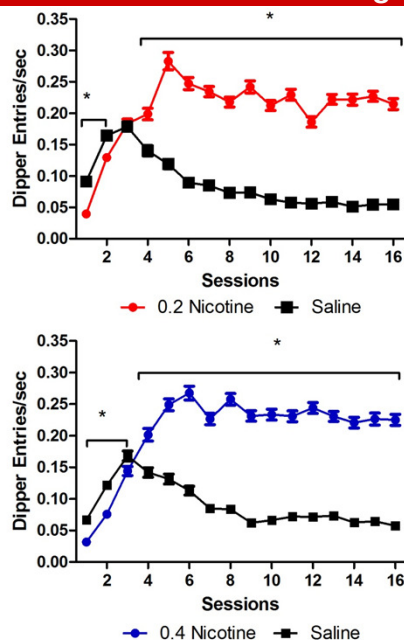 *
0.35
0.30
0.25
0.20
0.15
0.10
0.05
0.00
Dipper Entries/sec
*
2 4 6 8 10 12 14 16
Sessions
0.2 Nicotine Saline
*
0.35
0.30
0.25
0.20
0.15
0.10
0.05
0.00
Dipper Entries/sec
*
2 4 6 8 10 12 14 16
Sessions
0.4 Nicotine Saline